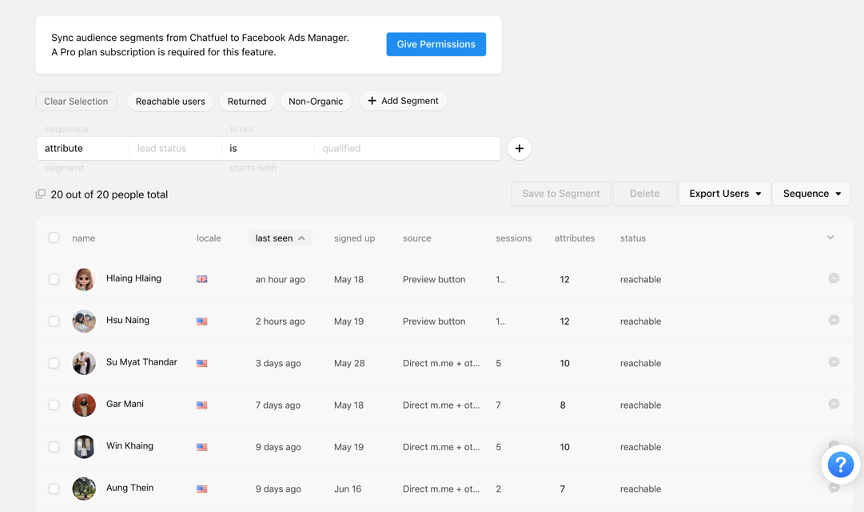 Sync audience segments from Chatfuel to Facebook Ads Manager.
A Pro plan subscription is required for this feature.
Give Permissions
Clear Selection Reachable users Returned Non-Organic + Add Segment
sequence is not
attribute lead status is qualified +
segment starts with
20 out of 20 people total Save to Segment Delete Export Users Sequence
name locale last seen signed up source sessions attributes status
Hlaing Hlaing an hour ago May 18 Preview button 1.. 12 reachable
Hsu Naing 2 hours ago May 19 Preview button 1.. 12 reachable
Su Myat Thandar 3 days ago May 28 Direct m.me + ot... 5 10 reachable
Gar Mani 7 days ago May 18 Direct m.me + ot... 7 8 reachable
Win Khaing 9 days ago May 19 Direct m.me + ot... 5 10 reachable
Aung Thein 9 days ago Jun 16 Direct m.me + ot... 2 7 reachable
?